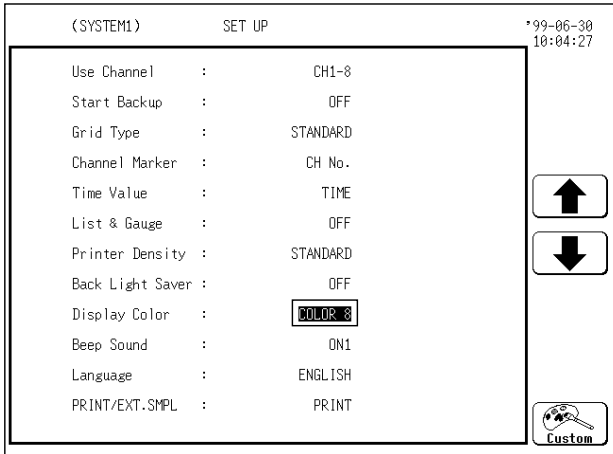 (SYSTEM1) SET UP '99-06-30
10:04:27
Use Channel : CH1-8
Start Backup : OFF
Grid Type : STANDARD
Channel Marker : CH No.
Time Value : TIME
List & Gauge : OFF
Printer Density : STANDARD
Back Light Saver : OFF
Display Color : COLOR 8
Beep Sound : ON1
Language : ENGLISH
PRINT/EXT.SMPL : PRINT
Custom